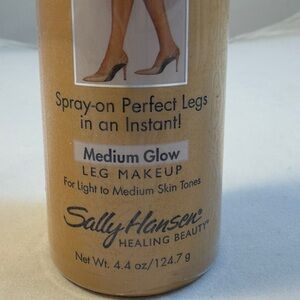 Spray-on Perfect Legs
in an Instant!
Medium Glow
LEG MAKEUP
For Light to Medium Skin Tones
Sally Hansen®
HEALING BEAUTY®
Net Wt. 4.4 oz/124.7 g